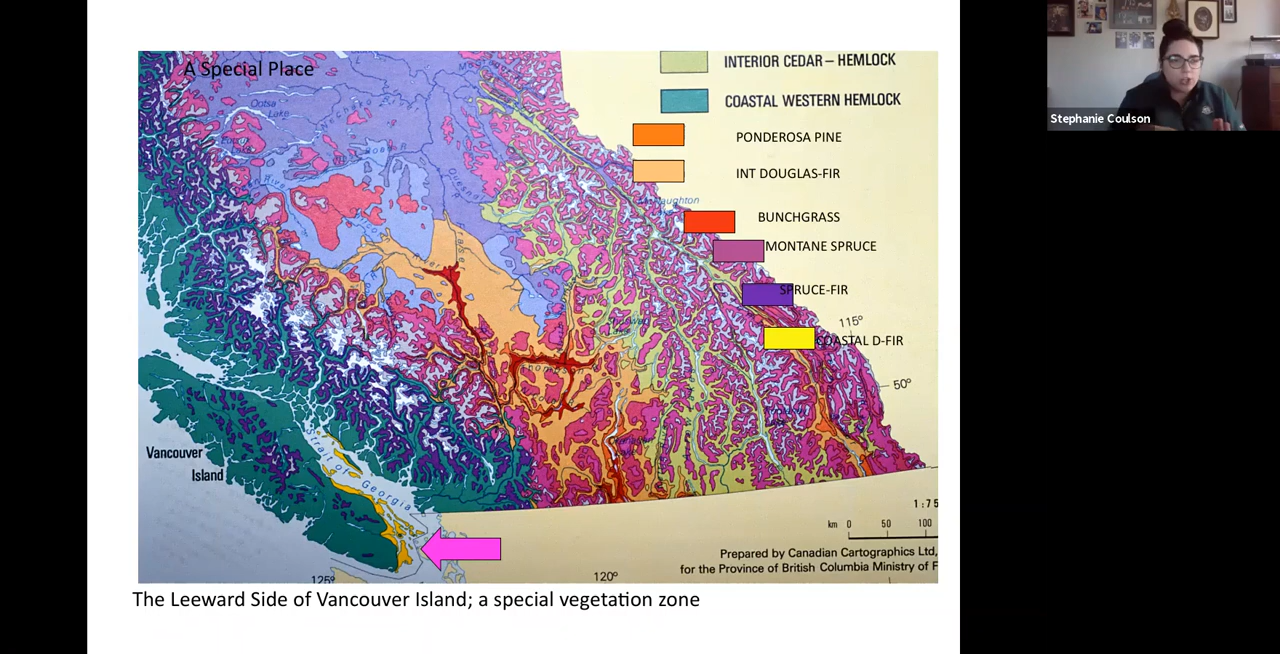 A Special Place
INTERIOR CEDAR – HEMLOCK
COASTAL WESTERN HEMLOCK
PONDEROSA PINE
INT DOUGLAS-FIR
BUNCHGRASS
MONTANE SPRUCE
SPRUCE-FIR
COASTAL D-FIR
Stephanie Coulson
Ootsa
Lake
115°
50°
Vancouver
Island
Strait of Georgia
1:75
km 0 50 100
Prepared by Canadian Cartographics Ltd,
for the Province of British Columbia Ministry of F
125°
120°
The Leeward Side of Vancouver Island; a special vegetation zone